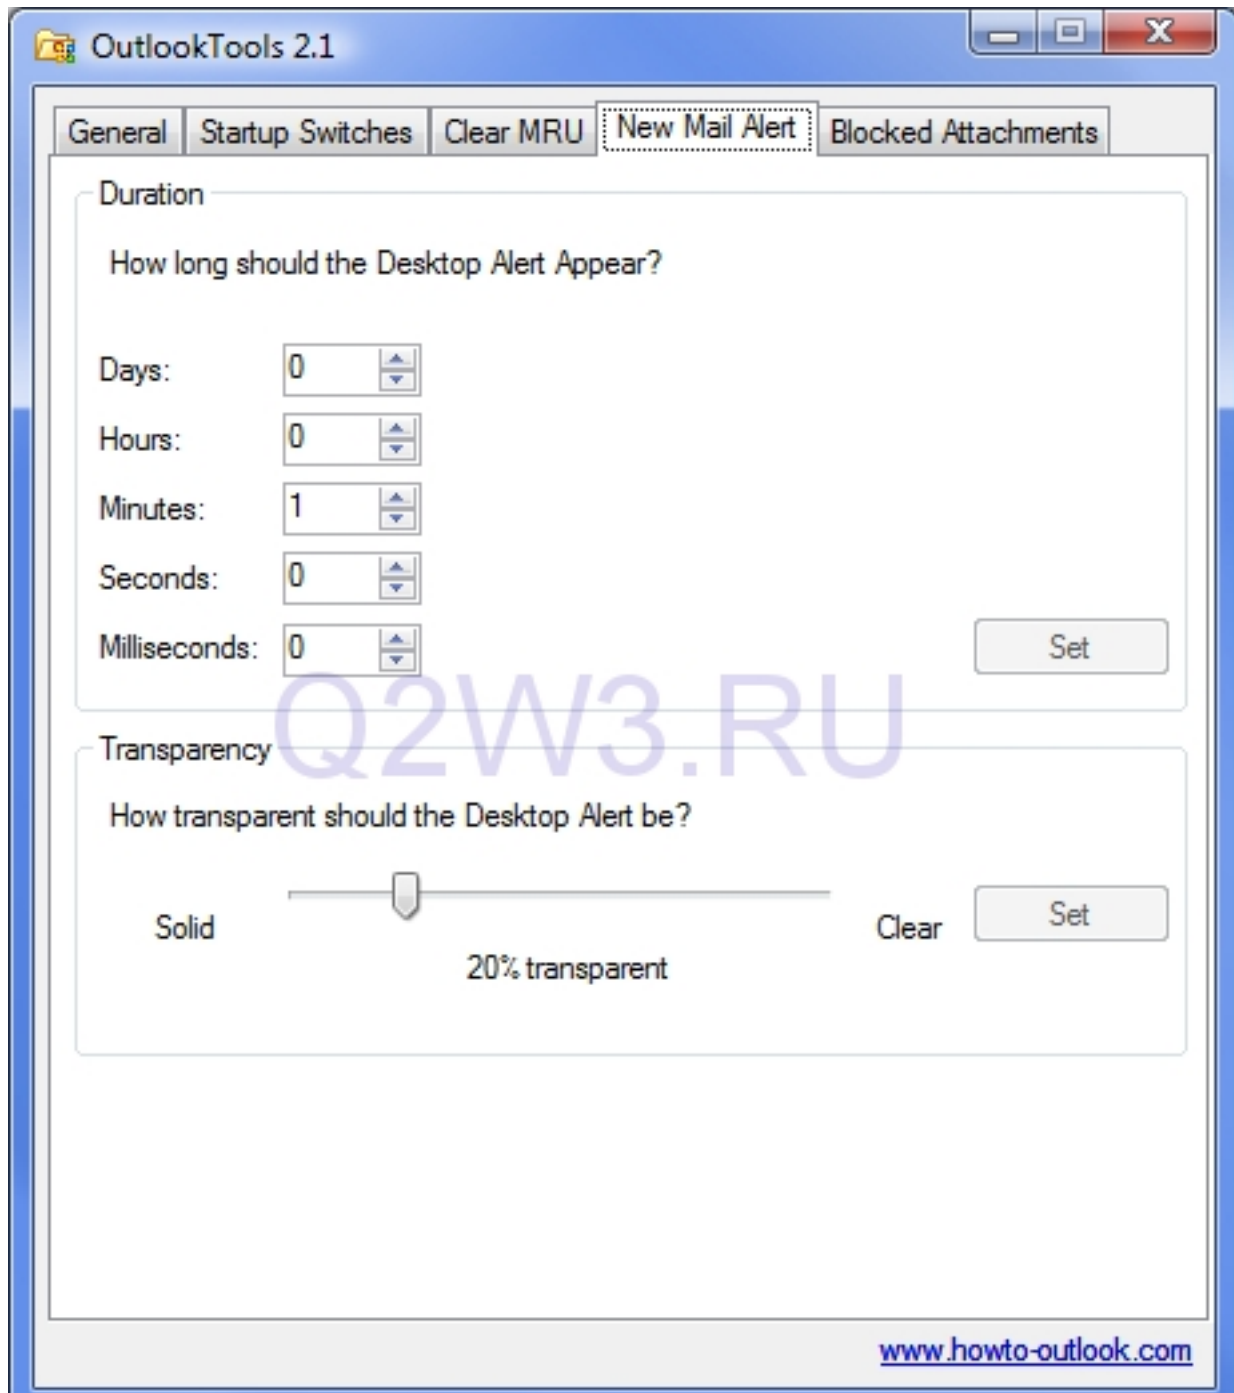 OutlookTools 2.1
General Startup Switches Clear MRU New Mail Alert Blocked Attachments
Duration
How long should the Desktop Alert Appear?
Days: 0
Hours: 0
Minutes: 1
Seconds: 0
Milliseconds: 0 Set
Q2W3.RU
Transparency
How transparent should the Desktop Alert be?
Solid Clear Set
20% transparent
www.howto-outlook.com